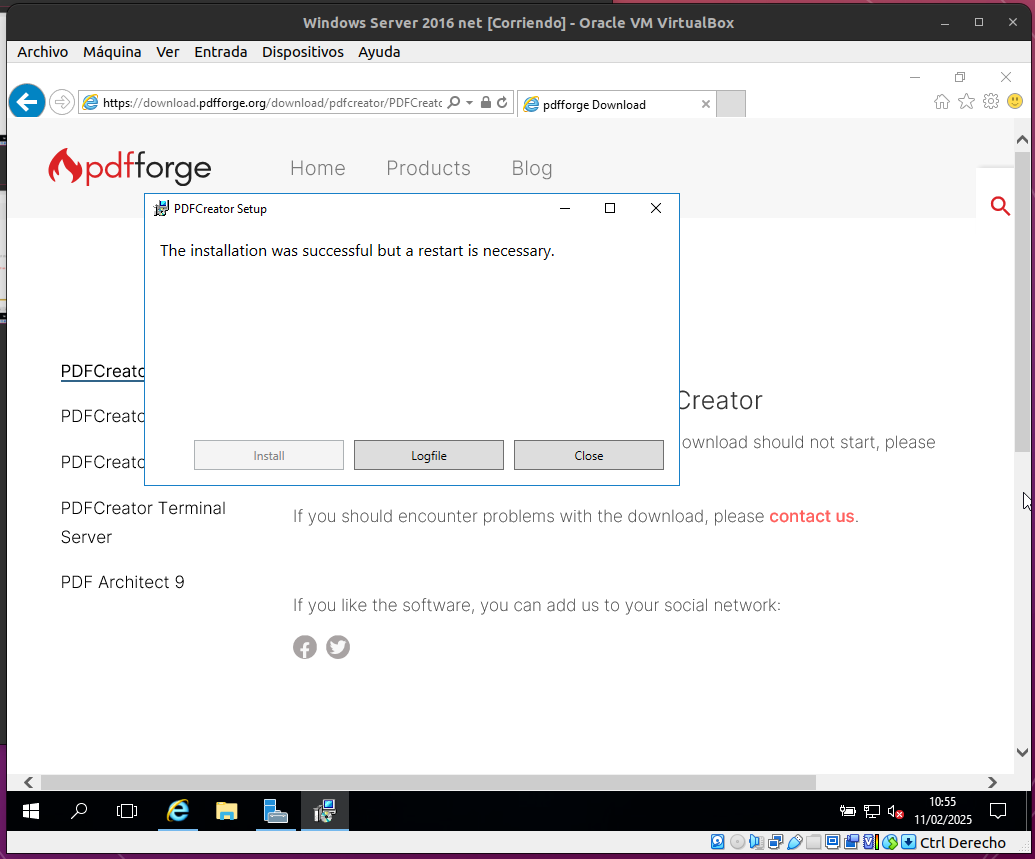 Windows Server 2016 net [Corriendo] - Oracle VM VirtualBox
Archivo Máquina Ver Entrada Dispositivos Ayuda
https://download.pdfforge.org/download/pdfcreator/PDFCreatc
pdfforge Download
pdfforge
Home Products Blog
PDFCreator Setup
The installation was successful but a restart is necessary.
Install Logfile Close
PDFCreatc
PDFCreatc
PDFCreatc
PDFCreator Terminal
Server
PDF Architect 9
Creator
ownload should not start, please
If you should encounter problems with the download, please contact us.
If you like the software, you can add us to your social network:
10:55
11/02/2025
Ctrl Derecho